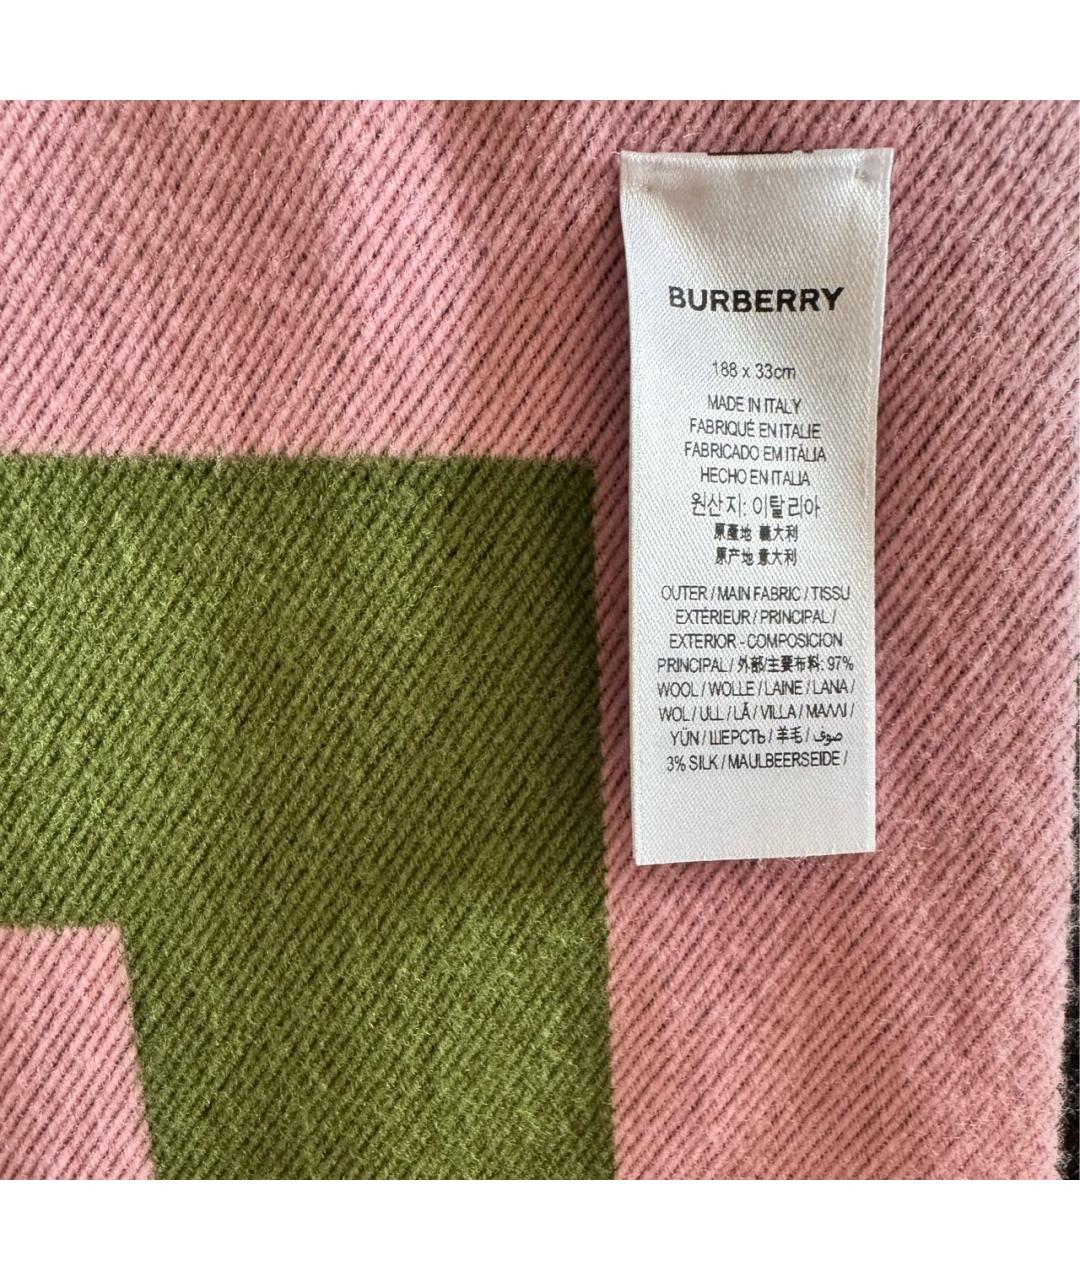 BURBERRY
188 x 33cm
MADE IN ITALY
FABRIQUÉ EN ITALIE
FABRICADO EM ITÁLIA
HECHO EN ITALIA
원산지: 이탈리아
原產地 義大利
原产地 意大利
OUTER / MAIN FABRIC / TISSU
EXTÉRIEUR / PRINCIPAL /
EXTERIOR - COMPOSICION
PRINCIPAL / 外部/主要布料: 97%
WOOL / WOLLE / LAINE / LANA /
WOL / ULL / LÃ / VILLA / ΜΑΛΛΙ /
YÜN / ШЕРСТЬ / 羊毛 / صوف
3% SILK / MAULBEERSEIDE /